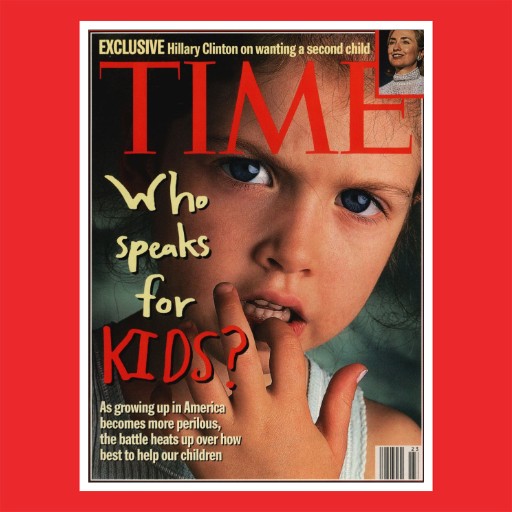 EXCLUSIVE Hillary Clinton on wanting a second child
TIME
Who
speaks
for
KIDS?
As growing up in America
becomes more perilous,
the battle heats up over how
best to help our children
23